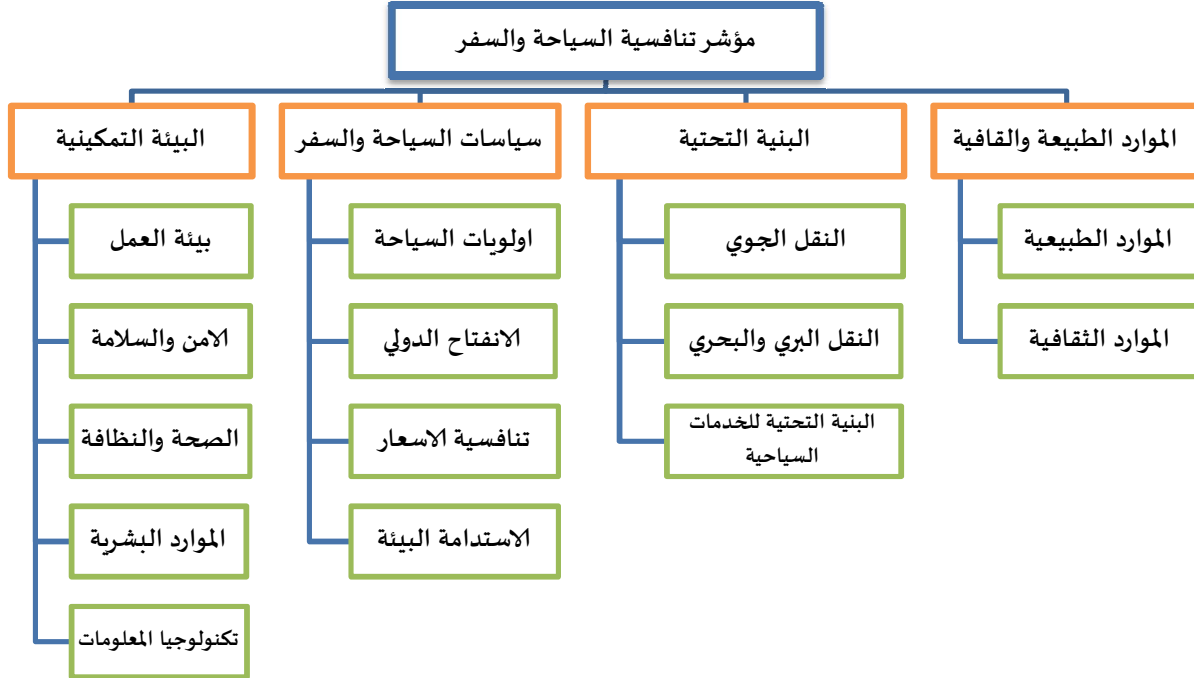 مؤشر تنافسية السياحة والسفر
الموارد الطبيعة والقافية
الموارد الطبيعية
الموارد الثقافية
البنية التحتية
النقل الجوي
النقل البري والبحري
البنية التحتية للخدمات
السياحية
سياسات السياحة والسفر
اولويات السياحة
الانفتاح الدولي
تنافسية الاسعار
الاستدامة البيئة
البيئة التمكينية
بيئة العمل
الامن والسلامة
الصحة والنظافة
الموارد البشرية
تكنولوجيا المعلومات